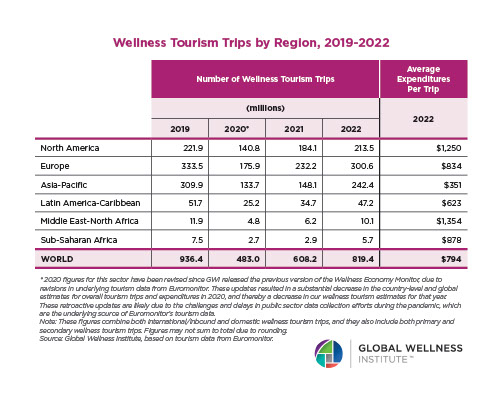 Wellness Tourism Trips by Region, 2019-2022
Number of Wellness Tourism Trips
Average
Expenditures
Per Trip
(millions)
2022
2019 2020* 2021 2022
North America 221.9 140.8 184.1 213.5 $1,250
Europe 333.5 175.9 232.2 300.6 $834
Asia-Pacific 309.9 133.7 148.1 242.4 $351
Latin America-Caribbean 51.7 25.2 34.7 47.2 $623
Middle East-North Africa 11.9 4.8 6.2 10.1 $1,354
Sub-Saharan Africa 7.5 2.7 2.9 5.7 $878
WORLD 936.4 483.0 608.2 819.4 $794
* 2020 figures for this sector have been revised since GWI released the previous version of the Wellness Economy Monitor, due to
revisions in underlying tourism data from Euromonitor. These updates resulted in a substantial decrease in the country-level and global
estimates for overall tourism trips and expenditures in 2020, and thereby a decrease in our wellness tourism estimates for that year.
These retroactive updates are likely due to the challenges and delays in public sector data collection efforts during the pandemic, which
are the underlying source of Euromonitor's tourism data.
Note: These figures combine both international/inbound and domestic wellness tourism trips, and they also include both primary and
secondary wellness tourism trips. Figures may not sum to total due to rounding.
Source: Global Wellness Institute, based on tourism data from Euromonitor.
GLOBAL WELLNESS
INSTITUTE™